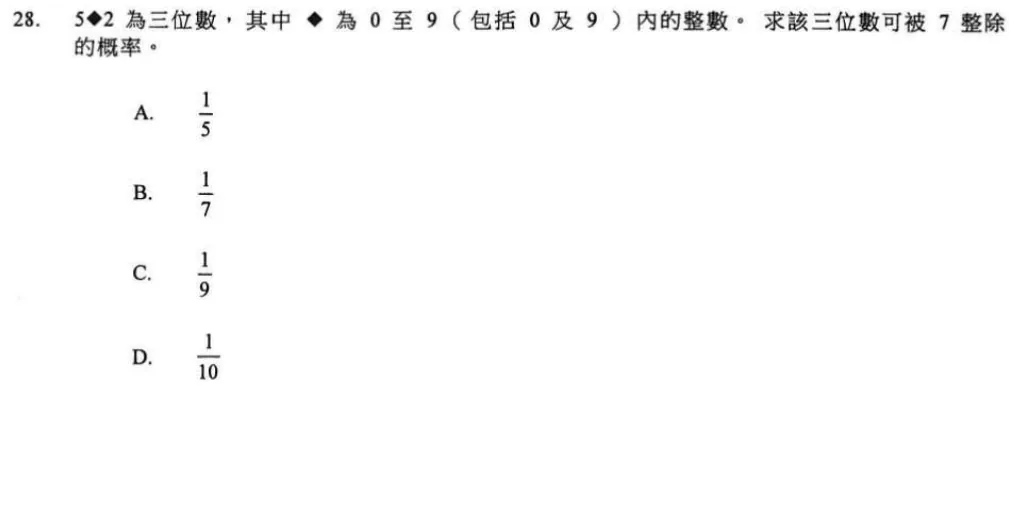 28. 5◆2 為三位數，其中 ◆ 為 0 至 9（包括 0 及 9）內的整數。求該三位數可被 7 整除
的概率。
A. 1/5
B. 1/7
C. 1/9
D. 1/10